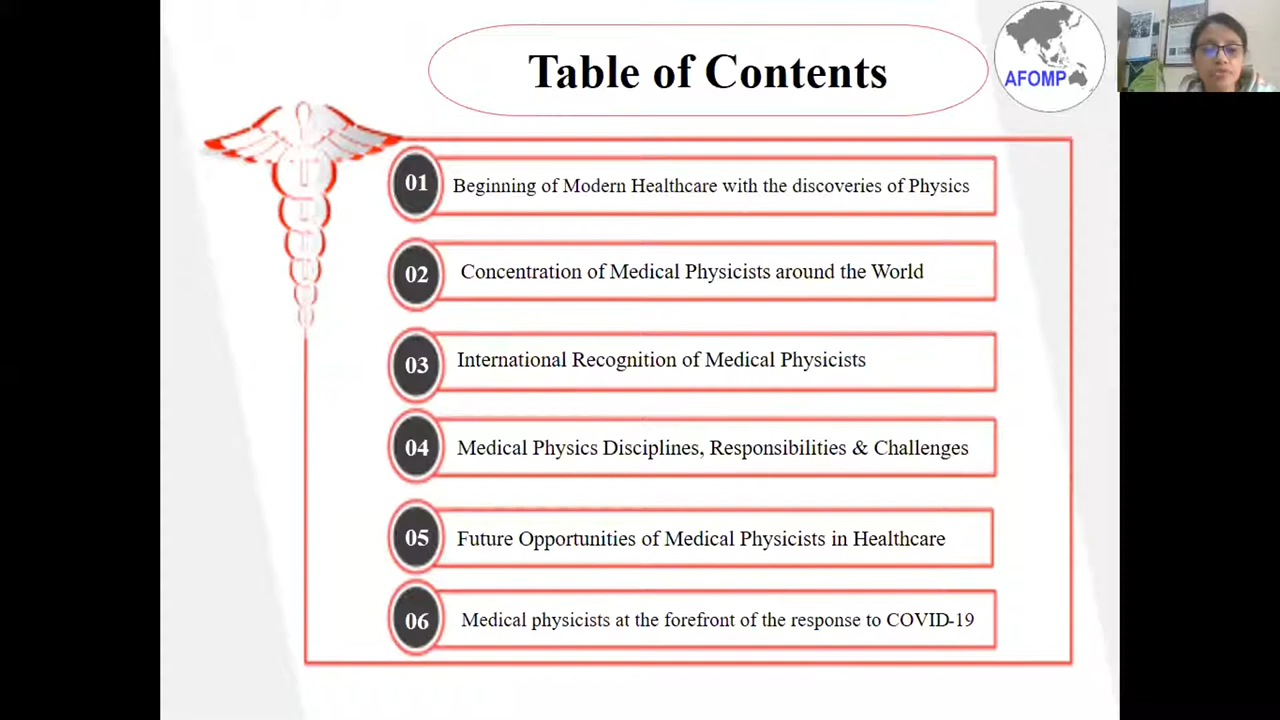 Table of Contents
AFOMP
01 Beginning of Modern Healthcare with the discoveries of Physics
02 Concentration of Medical Physicists around the World
03 International Recognition of Medical Physicists
04 Medical Physics Disciplines, Responsibilities & Challenges
05 Future Opportunities of Medical Physicists in Healthcare
06 Medical physicists at the forefront of the response to COVID-19